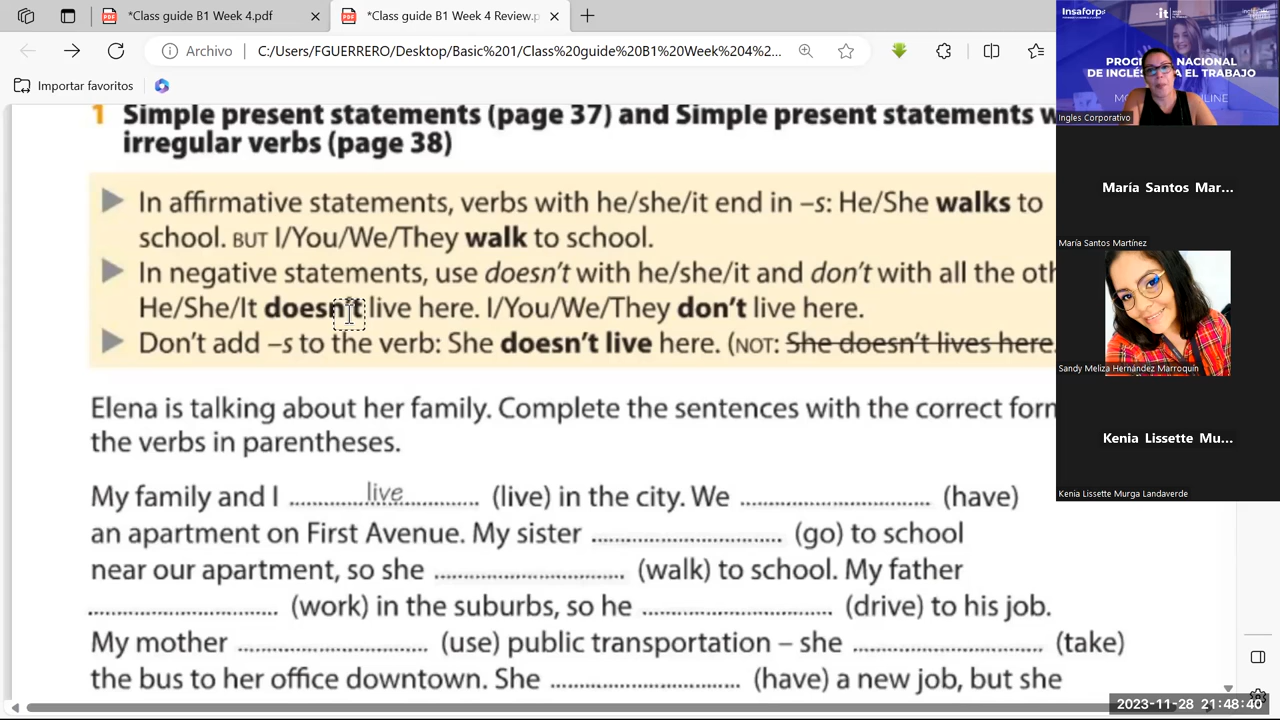 *Class guide B1 Week 4.pdf
*Class guide B1 Week 4 Review.p
Archivo
C:/Users/FGUERRERO/Desktop/Basic%201/Class%20guide%20B1%20Week%204%2...
Importar favoritos
1 Simple present statements (page 37) and Simple present statements w
irregular verbs (page 38)
In affirmative statements, verbs with he/she/it end in –s: He/She walks to
school. BUT I/You/We/They walk to school.
In negative statements, use doesn't with he/she/it and don't with all the oth
He/She/It doesn't live here. I/You/We/They don't live here.
Don't add –s to the verb: She doesn't live here. (NOT: She doesn't lives here.
Elena is talking about her family. Complete the sentences with the correct form
the verbs in parentheses.
My family and I live (live) in the city. We (have)
an apartment on First Avenue. My sister (go) to school
near our apartment, so she (walk) to school. My father
(work) in the suburbs, so he (drive) to his job.
My mother (use) public transportation – she (take)
the bus to her office downtown. She (have) a new job, but she
Insaforp
Ingles Corporativo
María Santos Mar...
María Santos Martínez
Sandy Meliza Hernández Marroquín
Kenia Lissette Mu...
Kenia Lissette Murga Landaverde
2023-11-28 21:48:40